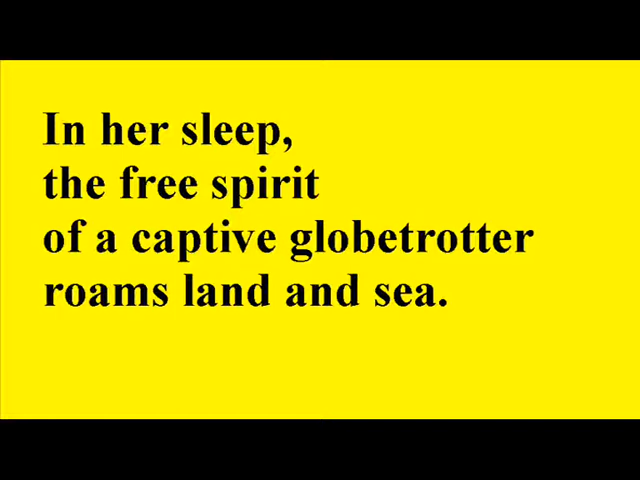 In her sleep,
the free spirit
of a captive globetrotter
roams land and sea.